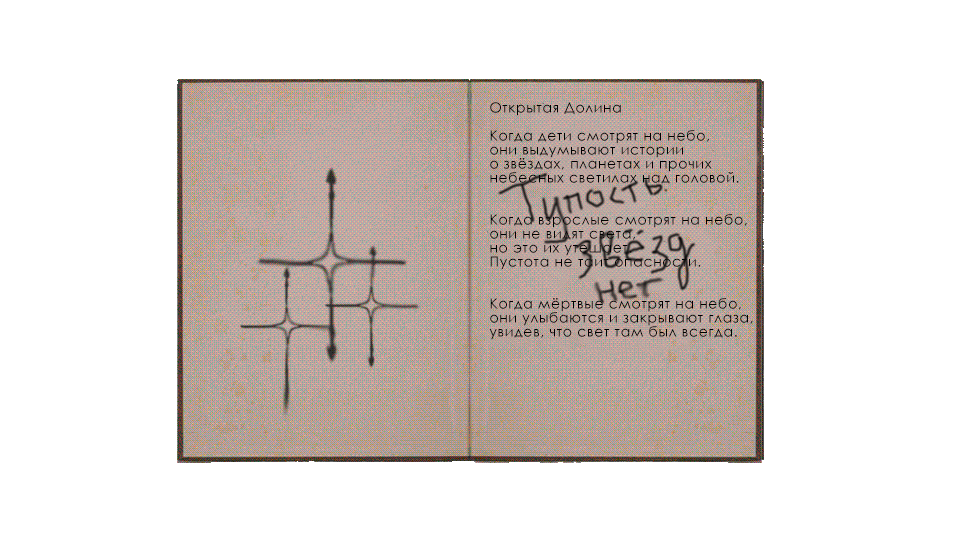 Открытая Долина
Когда дети смотрят на небо,
они выдумывают истории
о звёздах, планетах и прочих
небесных светилах над головой.
Тупость
Когда взрослые смотрят на небо,
они не видят света,
но это их утешает.
Пустота не таит опасности.
звёзд
нет
Когда мёртвые смотрят на небо,
они улыбаются и закрывают глаза,
увидев, что свет там был всегда.